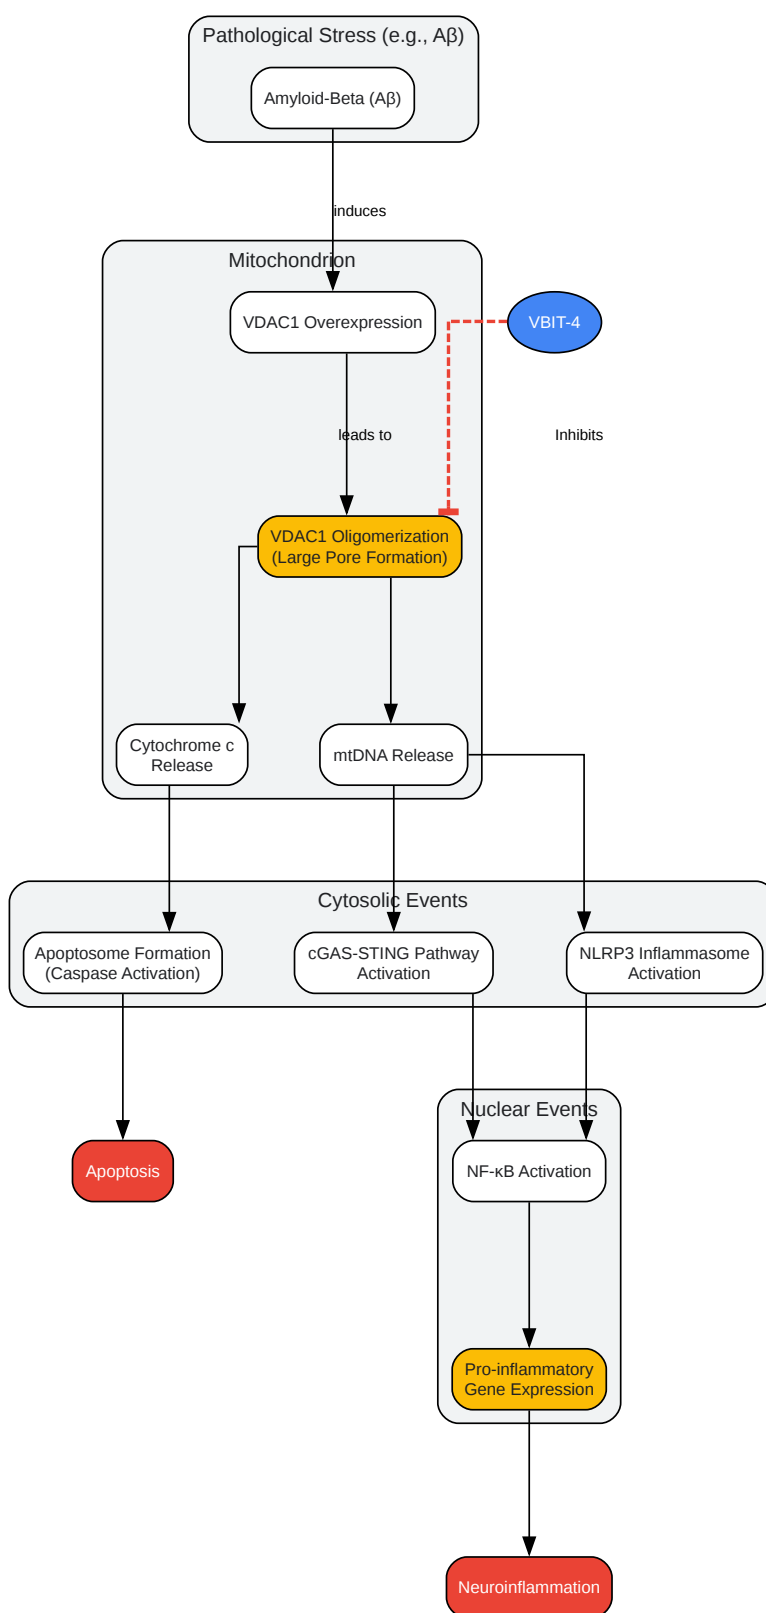 Pathological Stress (e.g., Aβ)
Amyloid-Beta (Aβ)
induces
Mitochondrion
VDAC1 Overexpression
VBIT-4
leads to
Inhibits
VDAC1 Oligomerization
(Large Pore Formation)
Cytochrome c
Release
mtDNA Release
Cytosolic Events
Apoptosome Formation
(Caspase Activation)
cGAS-STING Pathway
Activation
NLRP3 Inflammasome
Activation
Nuclear Events
Apoptosis
NF-κB Activation
Pro-inflammatory
Gene Expression
Neuroinflammation